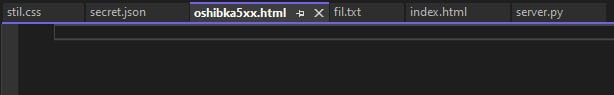 stil.css secret.json oshibka5xx.html fil.txt index.html server.py